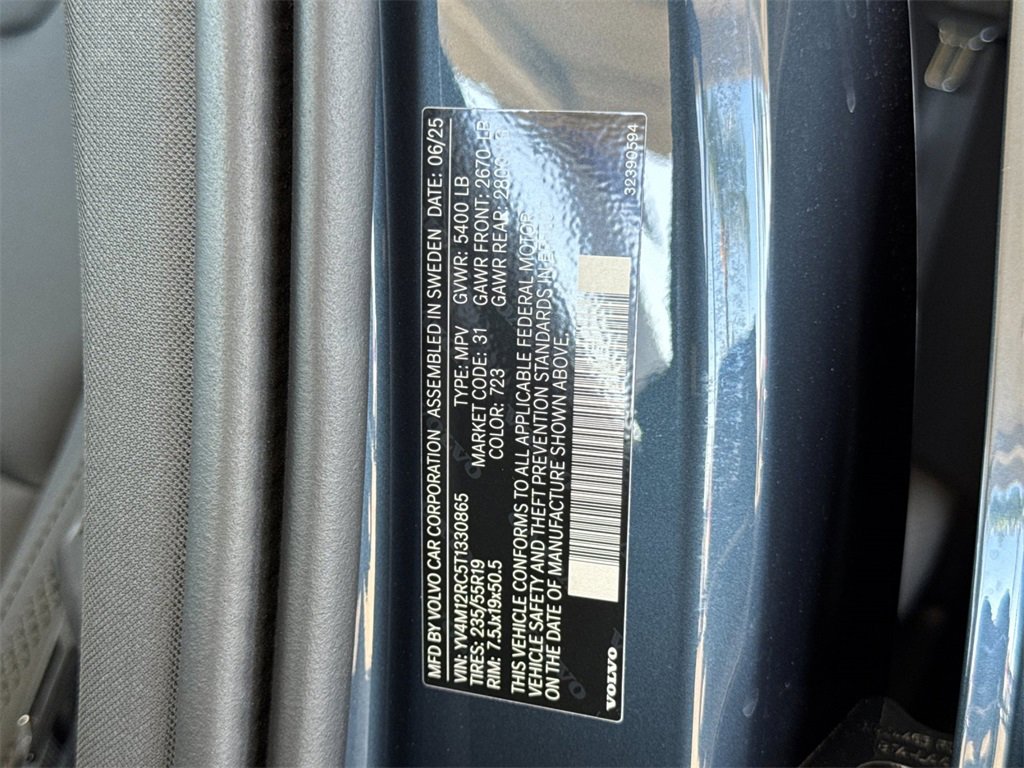 MFD BY VOLVO CAR CORPORATION ASSEMBLED IN SWEDEN DATE: 06/25
VIN: YV4M12RC5T1330865 TYPE: MPV GVWR: 5400 LB
TIRES: 235/55R19 MARKET CODE: 31 GAWR FRONT: 2670 LB
RIM: 7.5Jx19x50.5 COLOR: 723 GAWR REAR: 2800
THIS VEHICLE CONFORMS TO ALL APPLICABLE FEDERAL MOTOR
VEHICLE SAFETY AND THEFT PREVENTION STANDARDS IN
ON THE DATE OF MANUFACTURE SHOWN ABOVE.
VOLVO
32390594